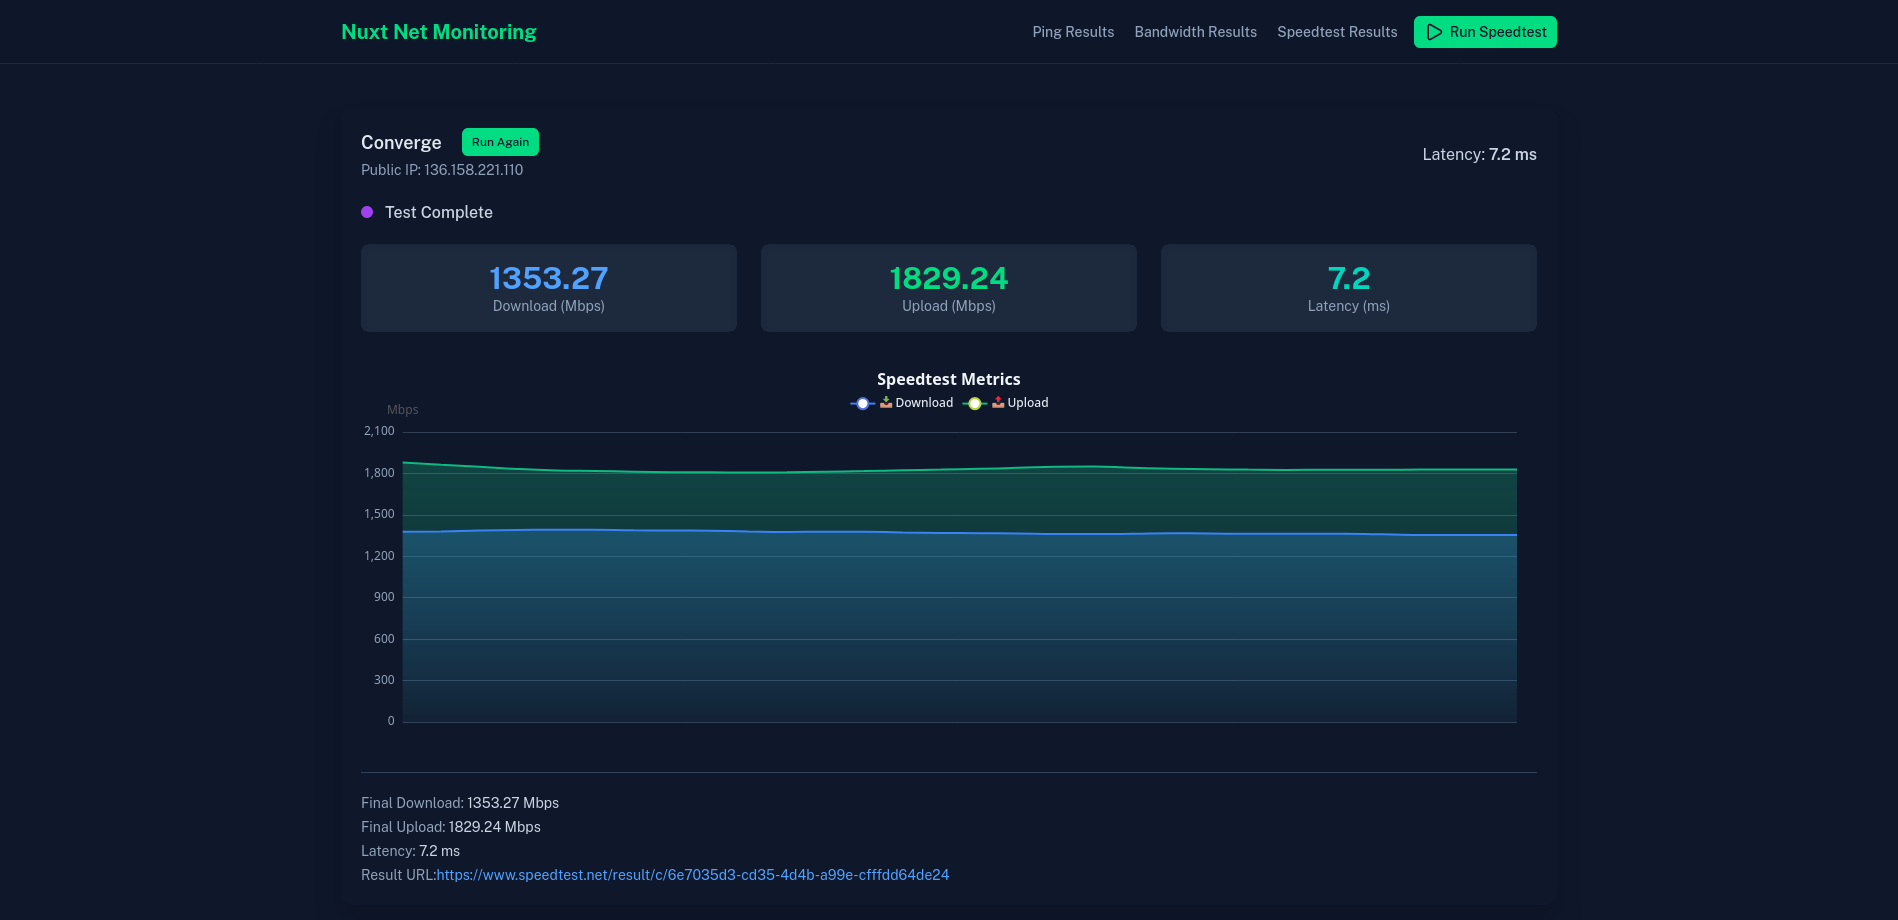 Nuxt Net Monitoring
Ping Results
Bandwidth Results
Speedtest Results
Run Speedtest
Converge
Run Again
Public IP: 136.158.221.110
Latency: 7.2 ms
Test Complete
1353.27
Download (Mbps)
1829.24
Upload (Mbps)
7.2
Latency (ms)
Speedtest Metrics
Download
Upload
Mbps
2,100
1,800
1,500
1,200
900
600
300
0
Final Download: 1353.27 Mbps
Final Upload: 1829.24 Mbps
Latency: 7.2 ms
Result URL:https://www.speedtest.net/result/c/6e7035d3-cd35-4d4b-a99e-cfffdd64de24